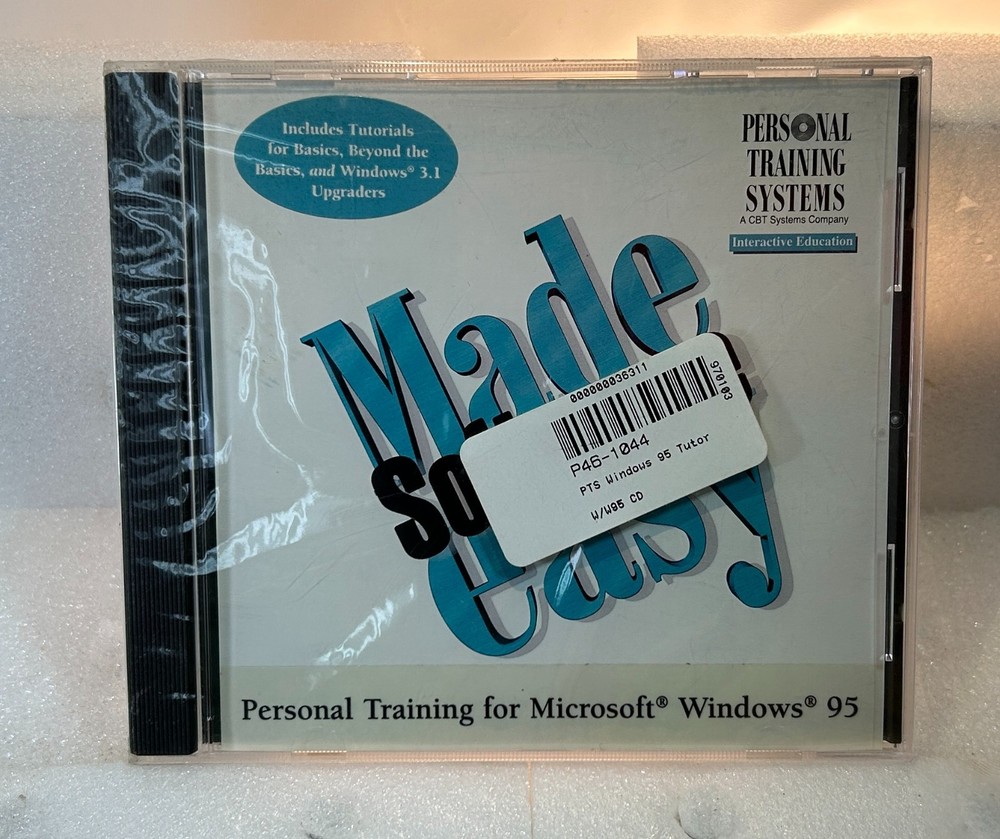 Includes Tutorials
for Basics, Beyond the
Basics, and Windows® 3.1
Upgraders
PERSONAL
TRAINING
SYSTEMS
A CBT Systems Company
Interactive Education
Made
So
easy
000000036311
970103
P46-1044
PTS Windows 95 Tutor
W/W95 CD
Personal Training for Microsoft® Windows® 95